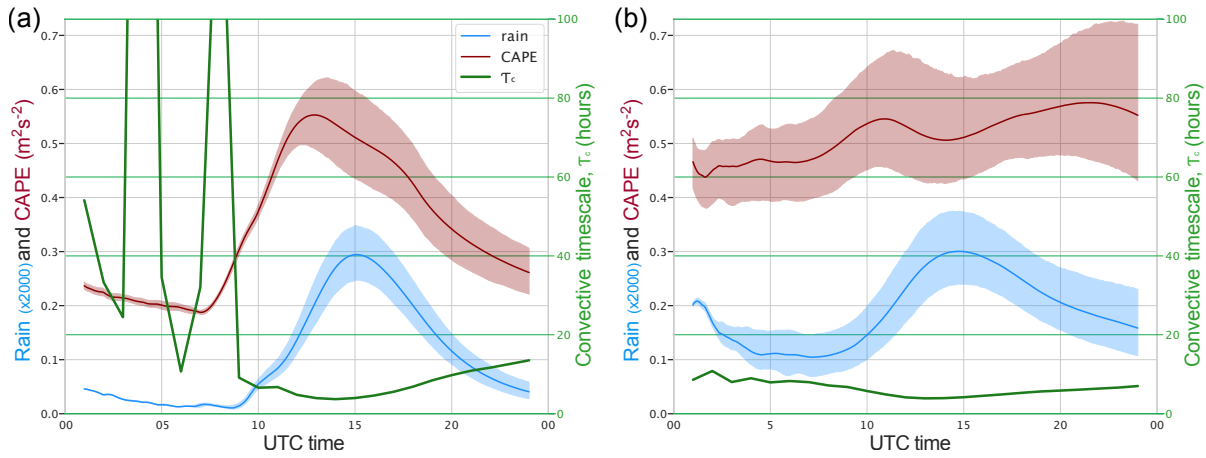 (a)
0.7
0.6
0.5
0.4
0.3
0.2
0.1
0.0
Rain (x2000) and CAPE (m²s⁻²)
rain
CAPE
τc
100
80
60
40
20
0
Convective timescale, τc (hours)
00 05 10 15 20 00
UTC time
(b)
0.7
0.6
0.5
0.4
0.3
0.2
0.1
0.0
Rain (x2000) and CAPE (m²s⁻²)
100
80
60
40
20
0
Convective timescale, τc (hours)
00 5 10 15 20 00
UTC time